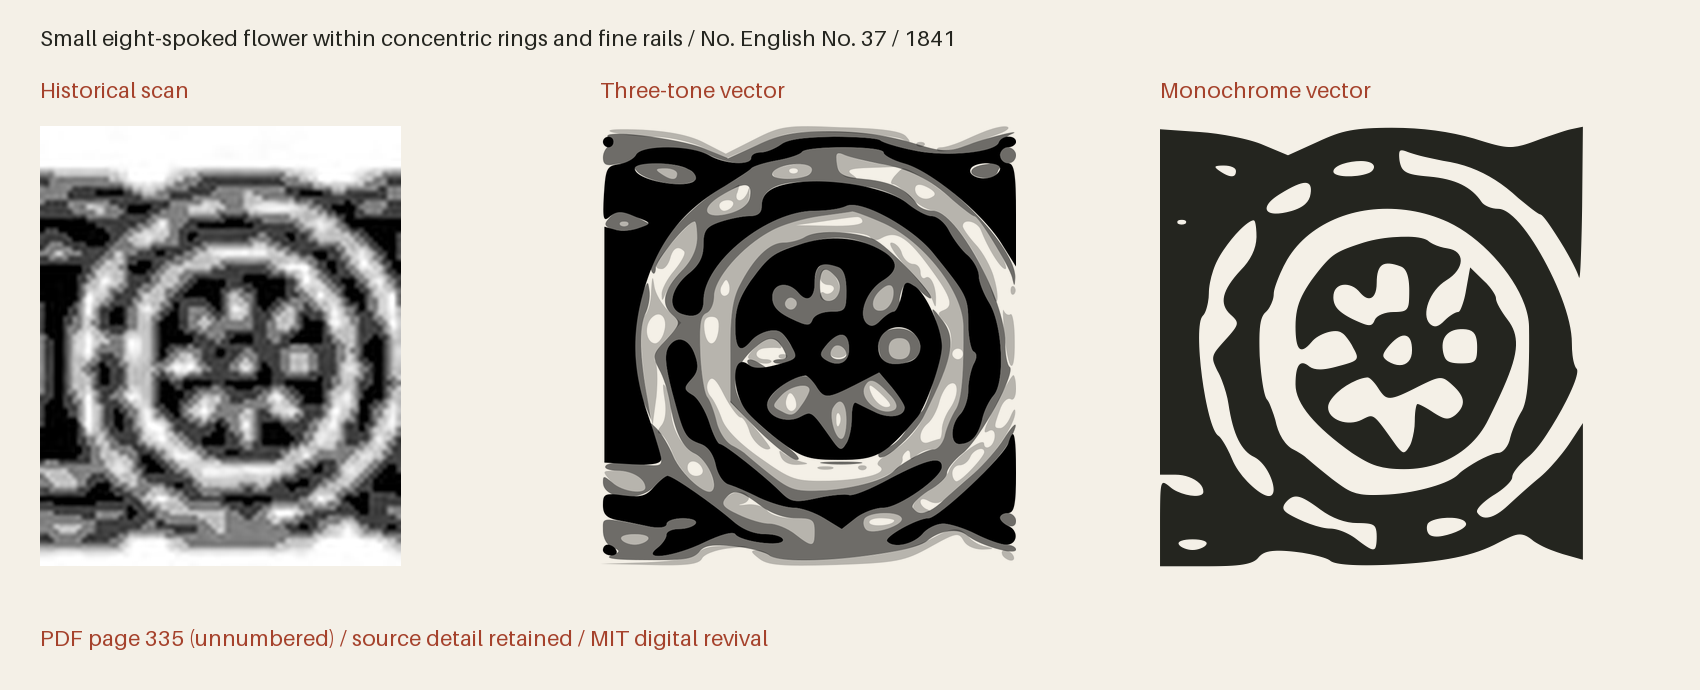 Small eight-spoked flower within concentric rings and fine rails / No. English No. 37 / 1841
Historical scan
Three-tone vector
Monochrome vector
PDF page 335 (unnumbered) / source detail retained / MIT digital revival